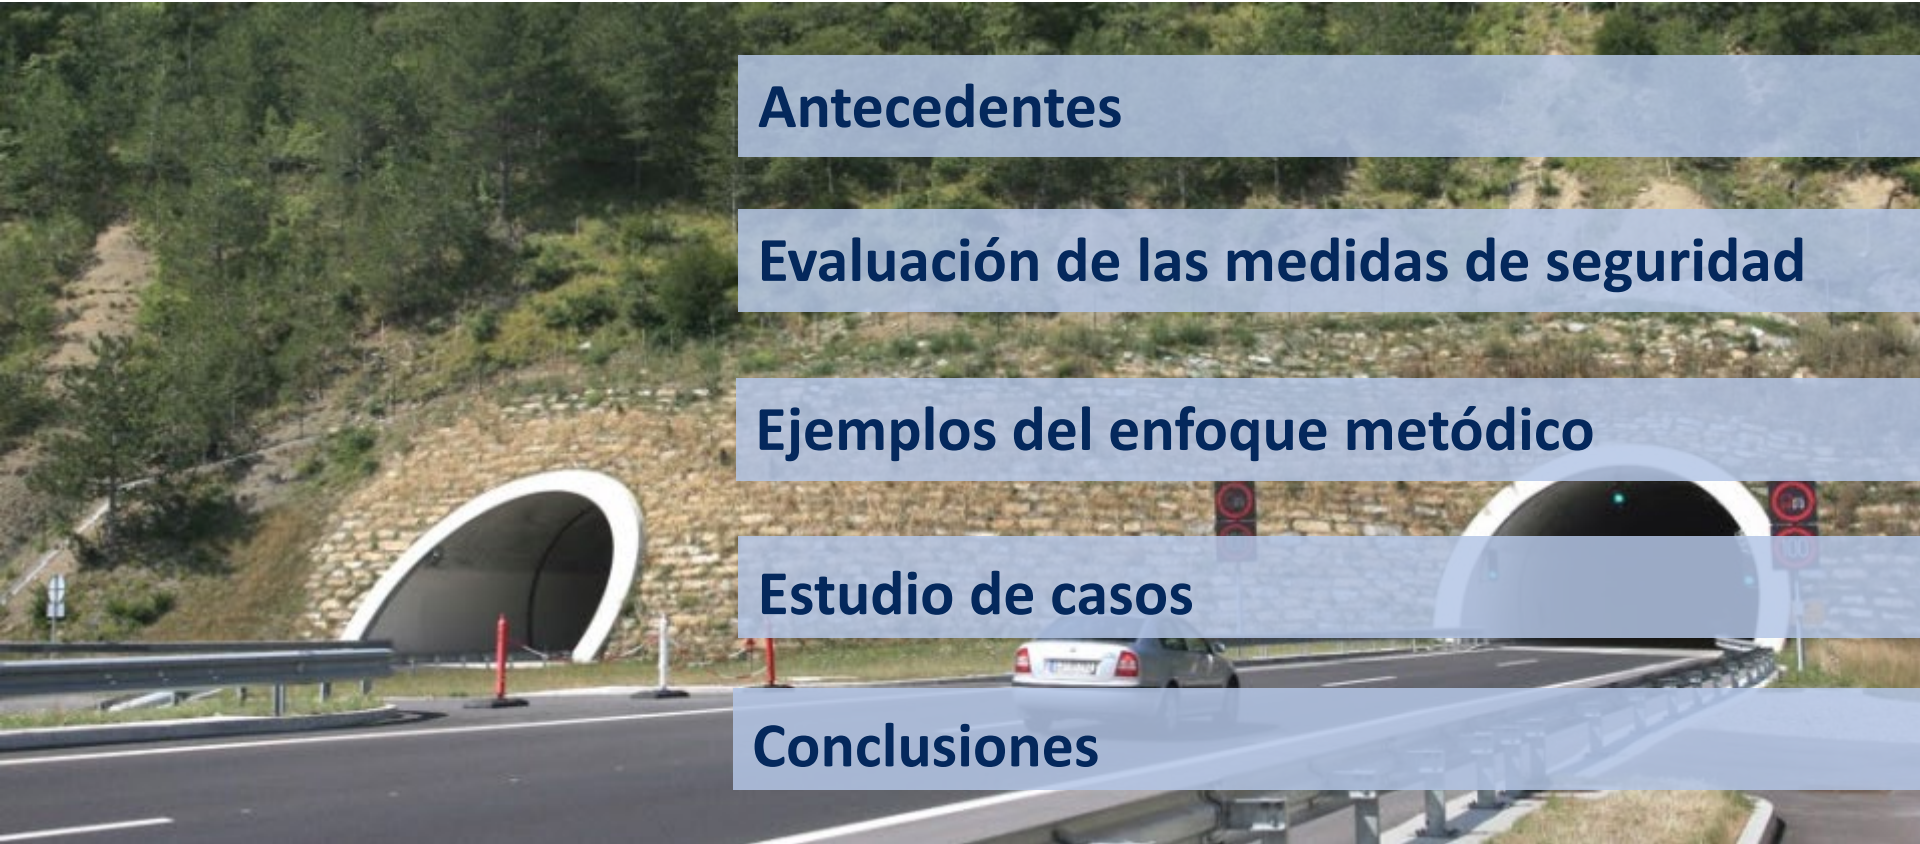 Antecedentes
Evaluación de las medidas de seguridad
Ejemplos del enfoque metódico
Estudio de casos
Conclusiones